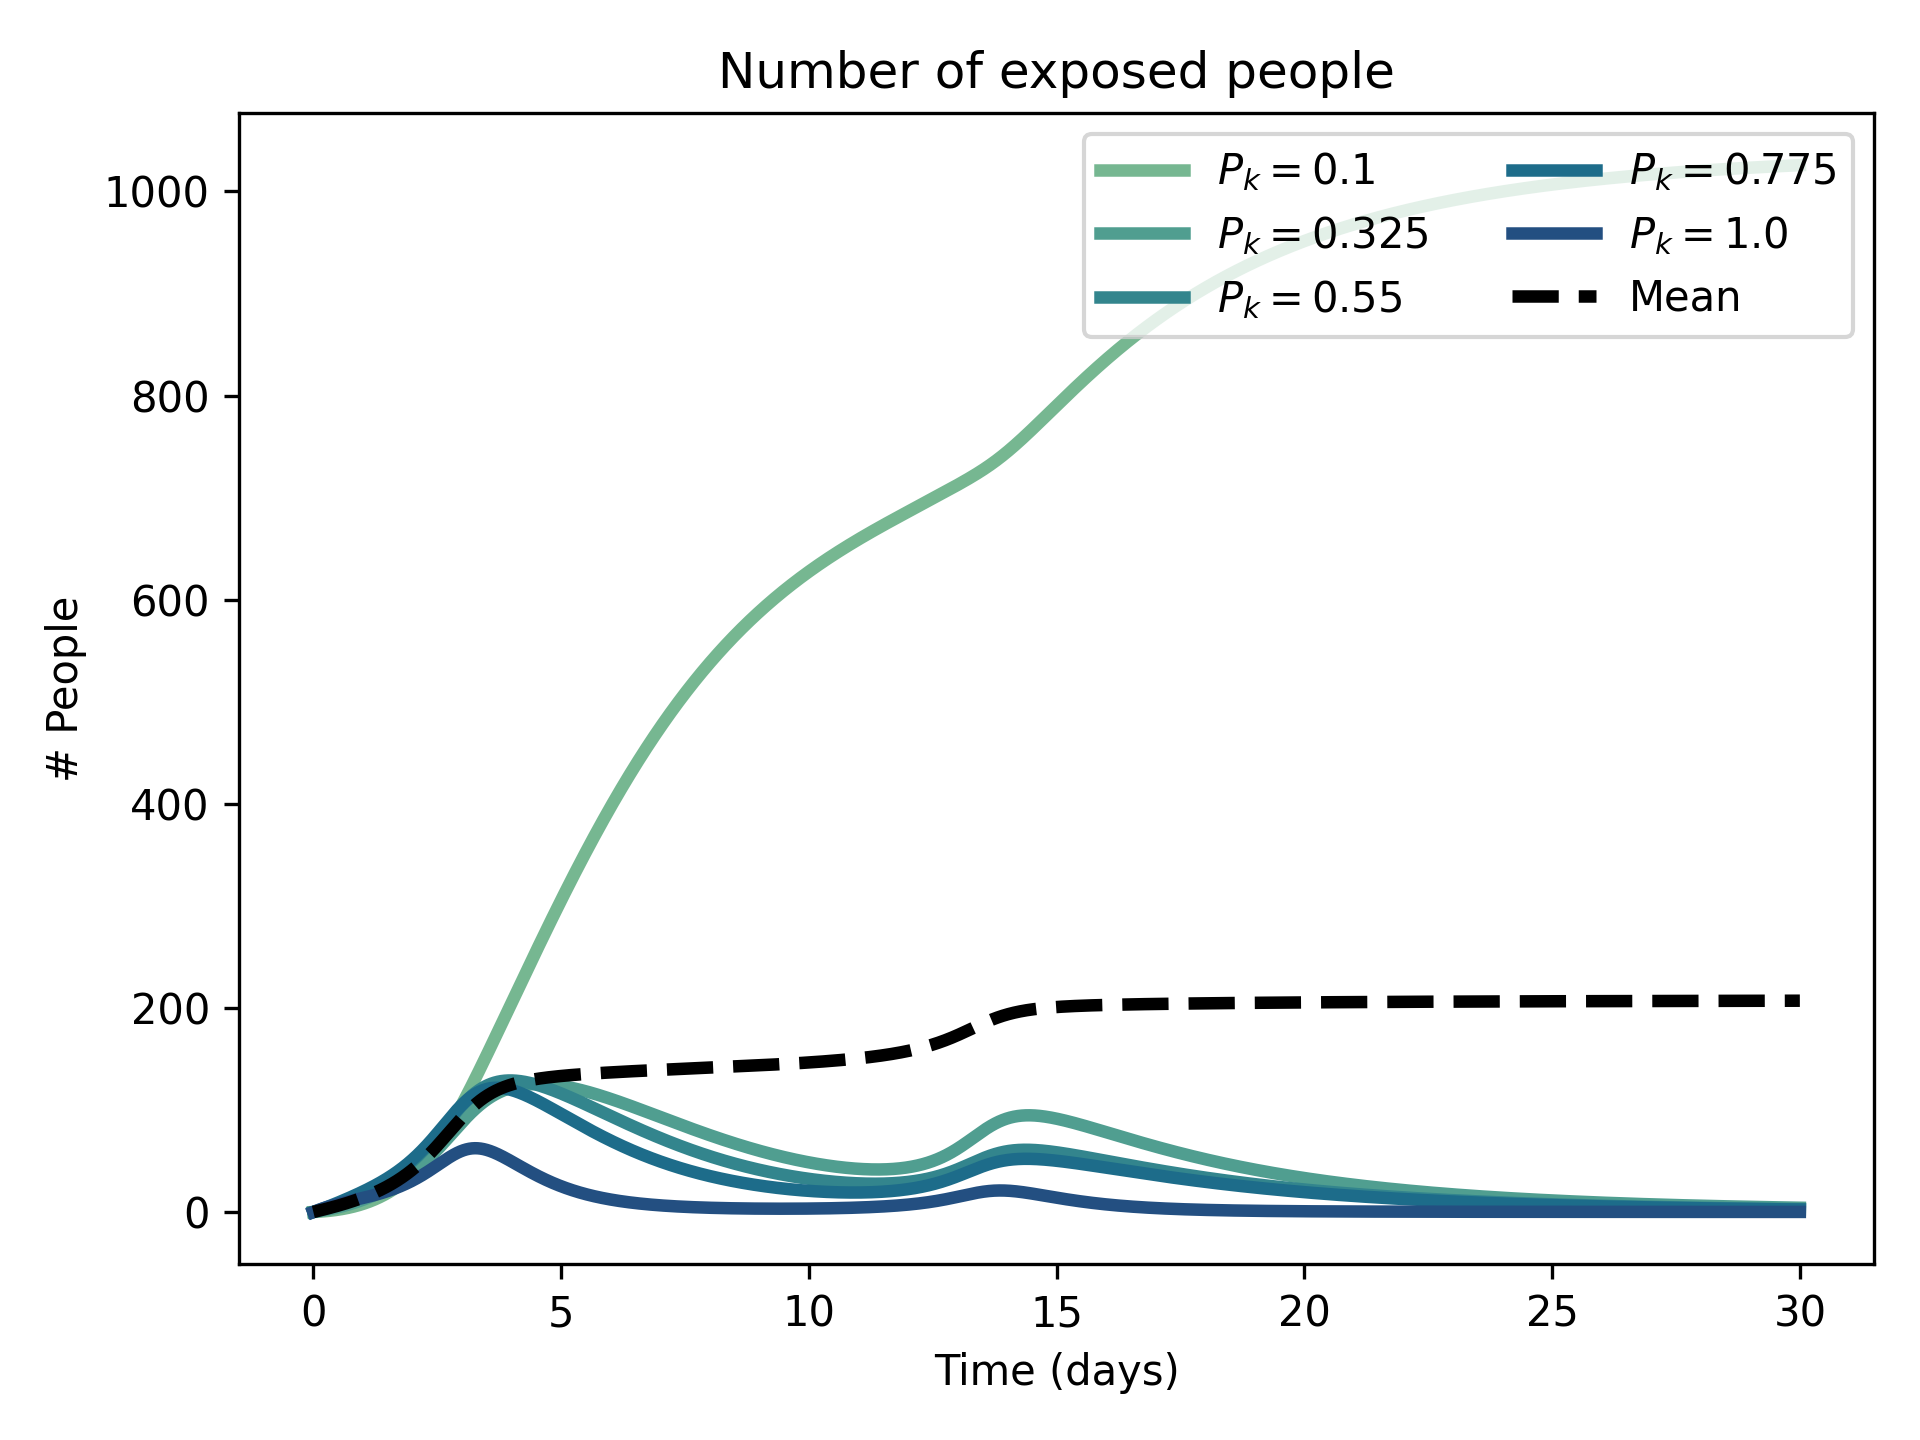 Number of exposed people
P_k = 0.1
P_k = 0.325
P_k = 0.55
P_k = 0.775
P_k = 1.0
Mean
1000
800
600
400
200
0
# People
0 5 10 15 20 25 30
Time (days)